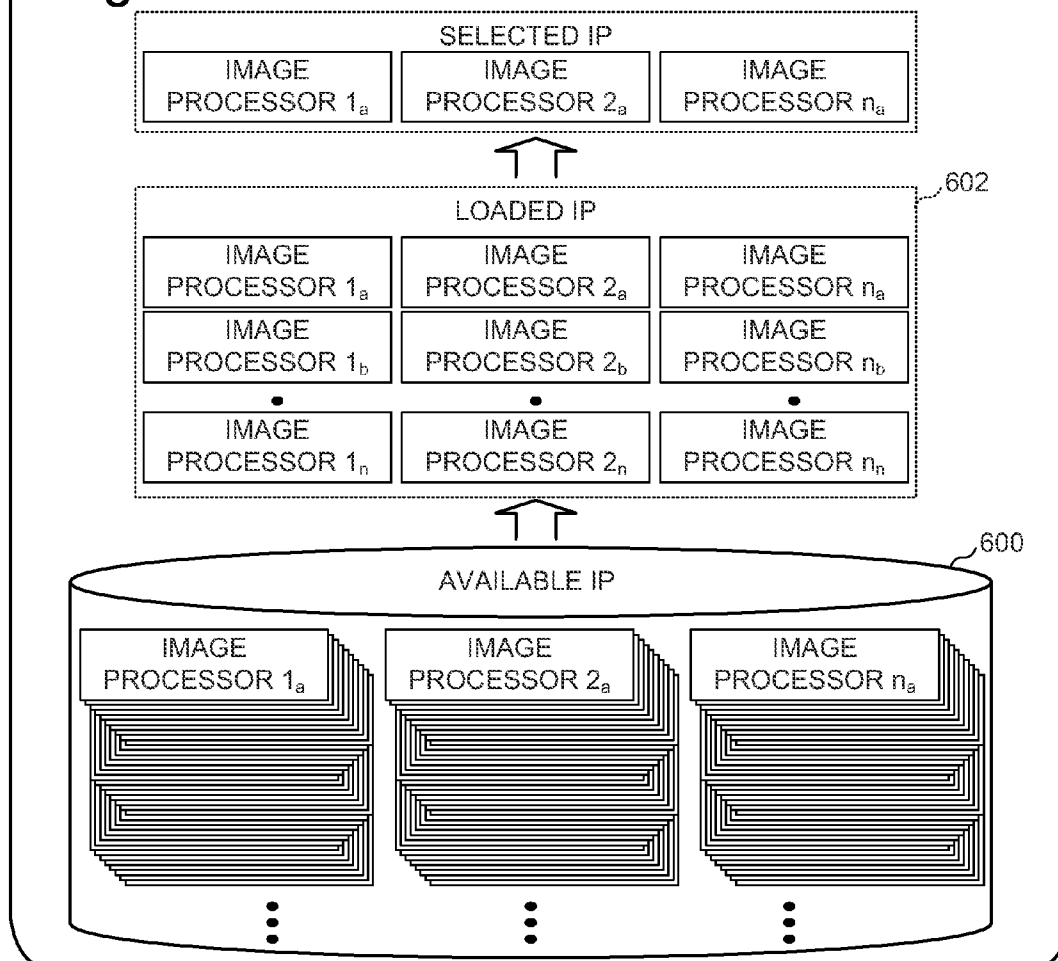 SELECTED IP
IMAGE PROCESSOR 1a
IMAGE PROCESSOR 2a
IMAGE PROCESSOR na
602
LOADED IP
IMAGE PROCESSOR 1a
IMAGE PROCESSOR 2a
IMAGE PROCESSOR na
IMAGE PROCESSOR 1b
IMAGE PROCESSOR 2b
IMAGE PROCESSOR nb
IMAGE PROCESSOR 1n
IMAGE PROCESSOR 2n
IMAGE PROCESSOR nn
600
AVAILABLE IP
IMAGE PROCESSOR 1a
IMAGE PROCESSOR 2a
IMAGE PROCESSOR na